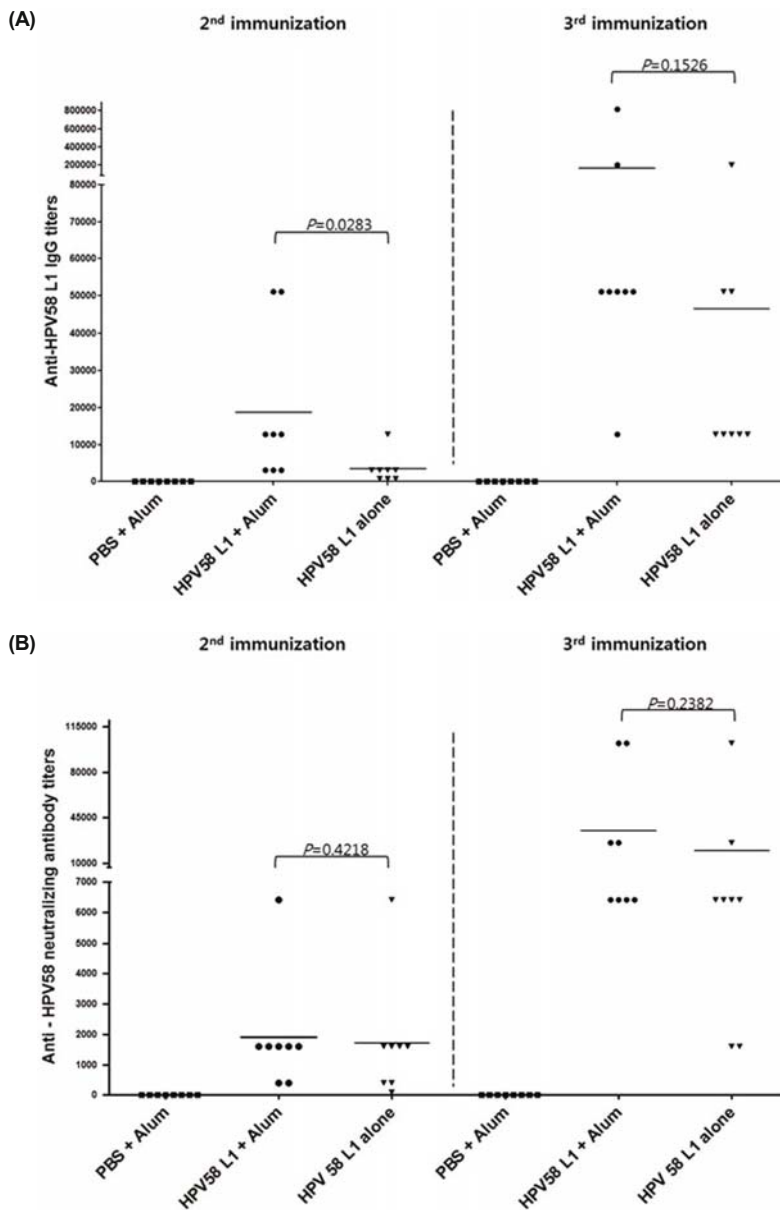 (A)
2nd immunization 3rd immunization
P=0.1526
800000
600000
400000
200000
80000
70000
P=0.0283
60000
50000
40000
30000
20000
10000
0
Anti-HPV58 L1 IgG titers
PBS + Alum
HPV58 L1 + Alum
HPV58 L1 alone
PBS + Alum
HPV58 L1 + Alum
HPV58 L1 alone
(B)
2nd immunization 3rd immunization
P=0.2382
115000
80000
45000
P=0.4218
10000
7000
6000
5000
4000
3000
2000
1000
0
Anti - HPV58 neutralizing antibody titers
PBS + Alum
HPV58 L1 + Alum
HPV 58 L1 alone
PBS + Alum
HPV58 L1 + Alum
HPV 58 L1 alone